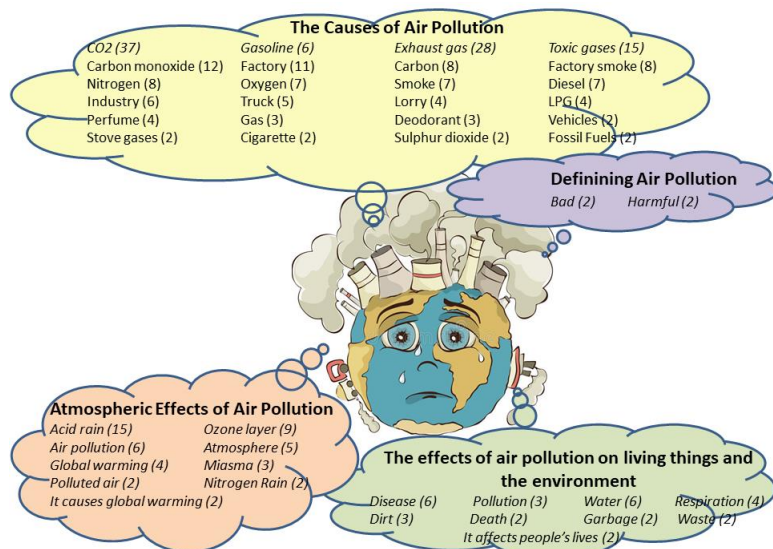 The Causes of Air Pollution
CO2 (37) Gasoline (6) Exhaust gas (28) Toxic gases (15)
Carbon monoxide (12) Factory (11) Carbon (8) Factory smoke (8)
Nitrogen (8) Oxygen (7) Smoke (7) Diesel (7)
Industry (6) Truck (5) Lorry (4) LPG (4)
Perfume (4) Gas (3) Deodorant (3) Vehicles (2)
Stove gases (2) Cigarette (2) Sulphur dioxide (2) Fossil Fuels (2)
Definining Air Pollution
Bad (2) Harmful (2)
Atmospheric Effects of Air Pollution
Acid rain (15) Ozone layer (9)
Air pollution (6) Atmosphere (5)
Global warming (4) Miasma (3)
Polluted air (2) Nitrogen Rain (2)
It causes global warming (2)
The effects of air pollution on living things and
the environment
Disease (6) Pollution (3) Water (6) Respiration (4)
Dirt (3) Death (2) Garbage (2) Waste (2)
It affects people's lives (2)